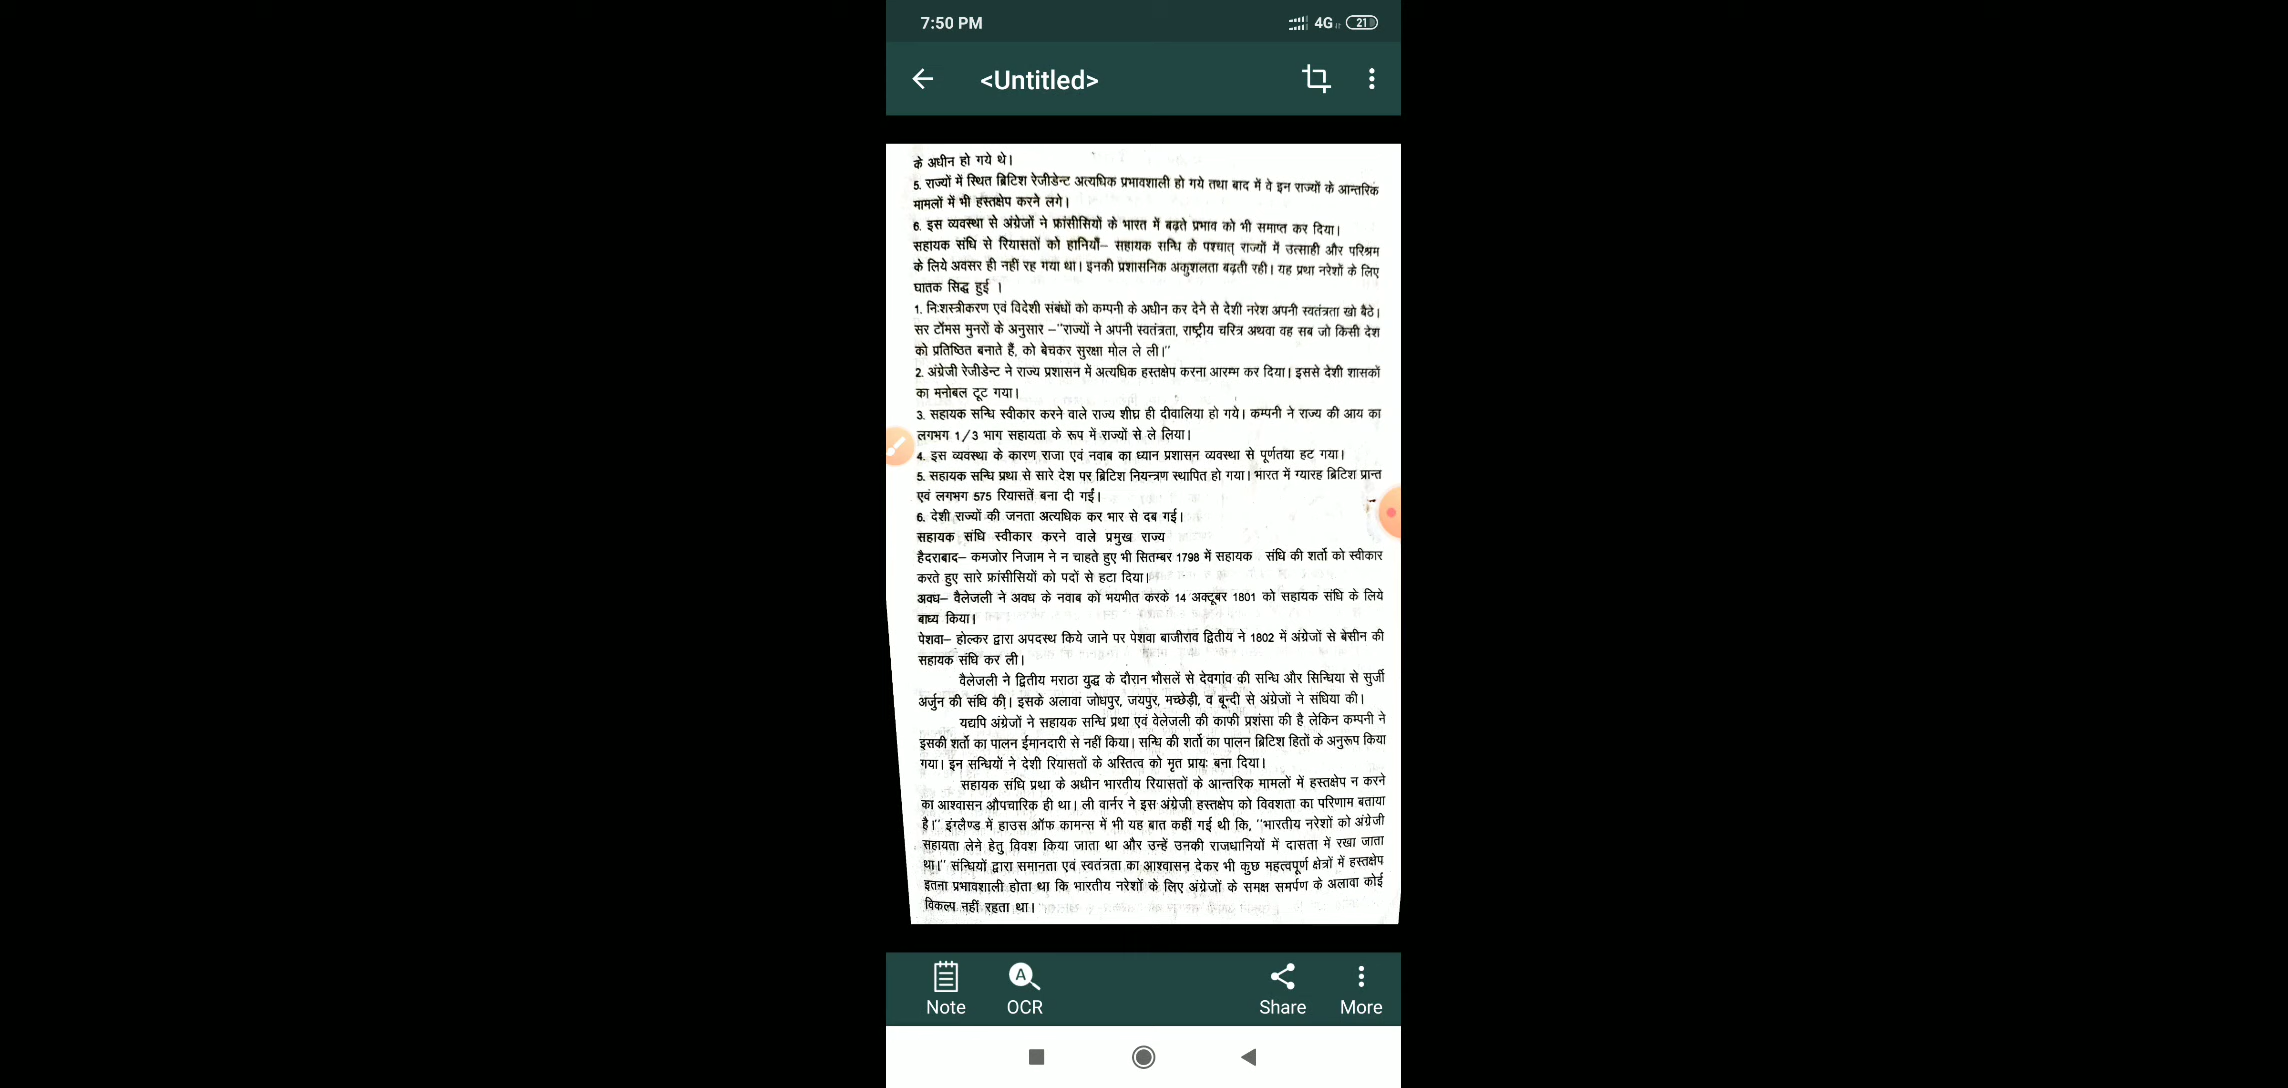 7:50 PM
4G
21
<Untitled>
के अधीन हो गये थे।
5. राज्यों में स्थित ब्रिटिश रेजीडेन्ट अत्यधिक प्रभावशाली हो गये तथा बाद में वे इन राज्यों के आन्तरिक
मामलों में भी हस्तक्षेप करने लगे।
6. इस व्यवस्था से अंग्रेजों ने फ्रांसीसियों के भारत में बढ़ते प्रभाव को भी समाप्त कर दिया।
सहायक संधि से रियासतों को हानियाँ– सहायक सन्धि के पश्चात् राज्यों में उत्साही और परिश्रम
के लिये अवसर ही नहीं रह गया था। इनकी प्रशासनिक अकुशलता बढ़ती रही। यह प्रथा नरेशों के लिए
घातक सिद्ध हुई ।
1. निःशस्त्रीकरण एवं विदेशी संबंधों को कम्पनी के अधीन कर देने से देशी नरेश अपनी स्वतंत्रता खो बैठे।
सर टॉमस मुनरों के अनुसार –"राज्यों ने अपनी स्वतंत्रता, राष्ट्रीय चरित्र अथवा वह सब जो किसी देश
को प्रतिष्ठित बनाते हैं, को बेचकर सुरक्षा मोल ले ली।"
2. अंग्रेजी रेजीडेन्ट ने राज्य प्रशासन में अत्यधिक हस्तक्षेप करना आरम्भ कर दिया। इससे देशी शासकों
का मनोबल टूट गया।
3. सहायक सन्धि स्वीकार करने वाले राज्य शीघ्र ही दीवालिया हो गये। कम्पनी ने राज्य की आय का
लगभग 1/3 भाग सहायता के रूप में राज्यों से ले लिया।
4. इस व्यवस्था के कारण राजा एवं नवाब का ध्यान प्रशासन व्यवस्था से पूर्णतया हट गया।
5. सहायक सन्धि प्रथा से सारे देश पर ब्रिटिश नियन्त्रण स्थापित हो गया। भारत में ग्यारह ब्रिटिश प्रान्त
एवं लगभग 575 रियासतें बना दी गईं।
6. देशी राज्यों की जनता अत्यधिक कर भार से दब गई।
सहायक संधि स्वीकार करने वाले प्रमुख राज्य
हैदराबाद– कमजोर निजाम ने न चाहते हुए भी सितम्बर 1798 में सहायक संधि की शर्तो को स्वीकार
करते हुए सारे फ्रांसीसियों को पदों से हटा दिया।
अवध– वैलेजली ने अवध के नवाब को भयभीत करके 14 अक्टूबर 1801 को सहायक संधि के लिये
बाध्य किया।
पेशवा– होल्कर द्वारा अपदस्थ किये जाने पर पेशवा बाजीराव द्वितीय ने 1802 में अंग्रेजों से बेसीन की
सहायक संधि कर ली।
वैलेजली ने द्वितीय मराठा युद्ध के दौरान भौसलें से देवगांव की सन्धि और सिन्धिया से सुर्जी
अर्जुन की संधि की। इसके अलावा जोधपुर, जयपुर, मच्छेड़ी, व बून्दी से अंग्रेजों ने संधिया की।
यद्यपि अंग्रेजों ने सहायक सन्धि प्रथा एवं वेलेजली की काफी प्रशंसा की है लेकिन कम्पनी ने
इसकी शर्तो का पालन ईमानदारी से नहीं किया। सन्धि की शर्तो का पालन ब्रिटिश हितों के अनुरूप किया
गया। इन सन्धियों ने देशी रियासतों के अस्तित्व को मृत प्रायः बना दिया।
सहायक संधि प्रथा के अधीन भारतीय रियासतों के आन्तरिक मामलों में हस्तक्षेप न करने
का आश्वासन औपचारिक ही था। ली वार्नर ने इस अंग्रेजी हस्तक्षेप को विवशता का परिणाम बताया
है।" इंग्लैण्ड में हाउस ऑफ कामन्स में भी यह बात कहीं गई थी कि, "भारतीय नरेशों को अंग्रेजी
सहायता लेने हेतु विवश किया जाता था और उन्हें उनकी राजधानियों में दासता में रखा जाता
था।" संन्धियों द्वारा समानता एवं स्वतंत्रता का आश्वासन देकर भी कुछ महत्वपूर्ण क्षेत्रों में हस्तक्षेप
इतना प्रभावशाली होता था कि भारतीय नरेशों के लिए अंग्रेजों के समक्ष समर्पण के अलावा कोई
विकल्प नहीं रहता था।
Note
OCR
Share
More